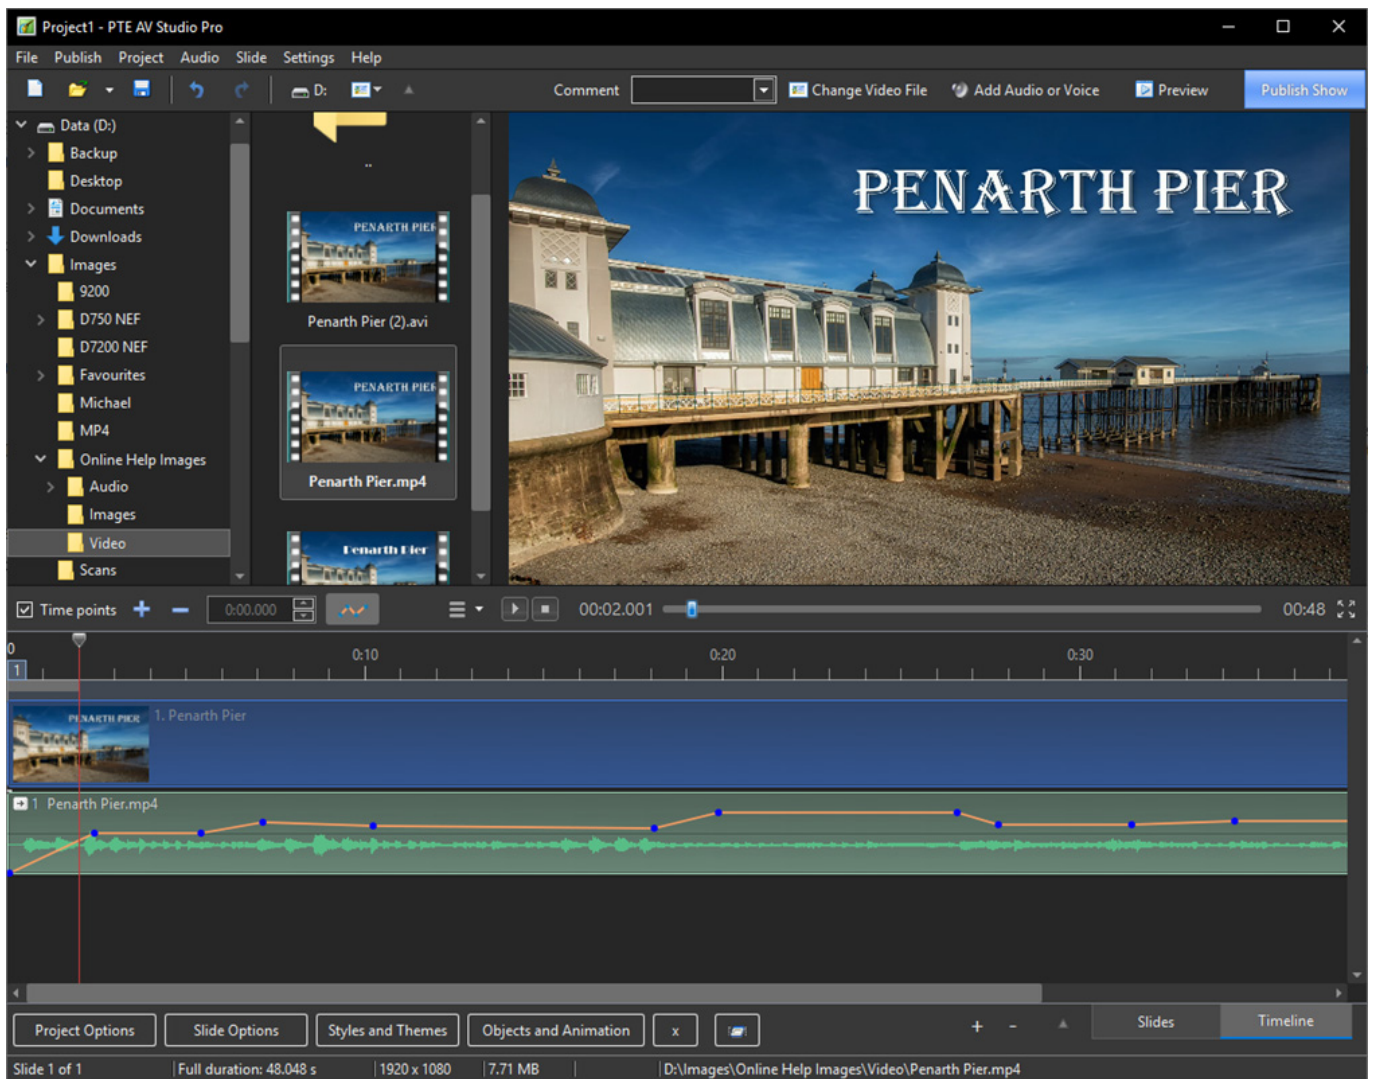 Project1 - PTE AV Studio Pro
File Publish Project Audio Slide Settings Help
D: Comment Change Video File Add Audio or Voice Preview Publish Show
Data (D:)
Backup
Desktop
Documents
Downloads
Images
9200
D750 NEF
D7200 NEF
Favourites
Michael
MP4
Online Help Images
Audio
Images
Video
Scans
..
PENARTH PIER
Penarth Pier (2).avi
PENARTH PIER
Penarth Pier.mp4
Penarth Pier
PENARTH PIER
Time points 0:00.000 00:02.001 00:48
0 0:10 0:20 0:30
1
PENARTH PIER 1. Penarth Pier
1 Penarth Pier.mp4
Project Options Slide Options Styles and Themes Objects and Animation x + - Slides Timeline
Slide 1 of 1 Full duration: 48.048 s 1920 x 1080 7.71 MB D:\Images\Online Help Images\Video\Penarth Pier.mp4